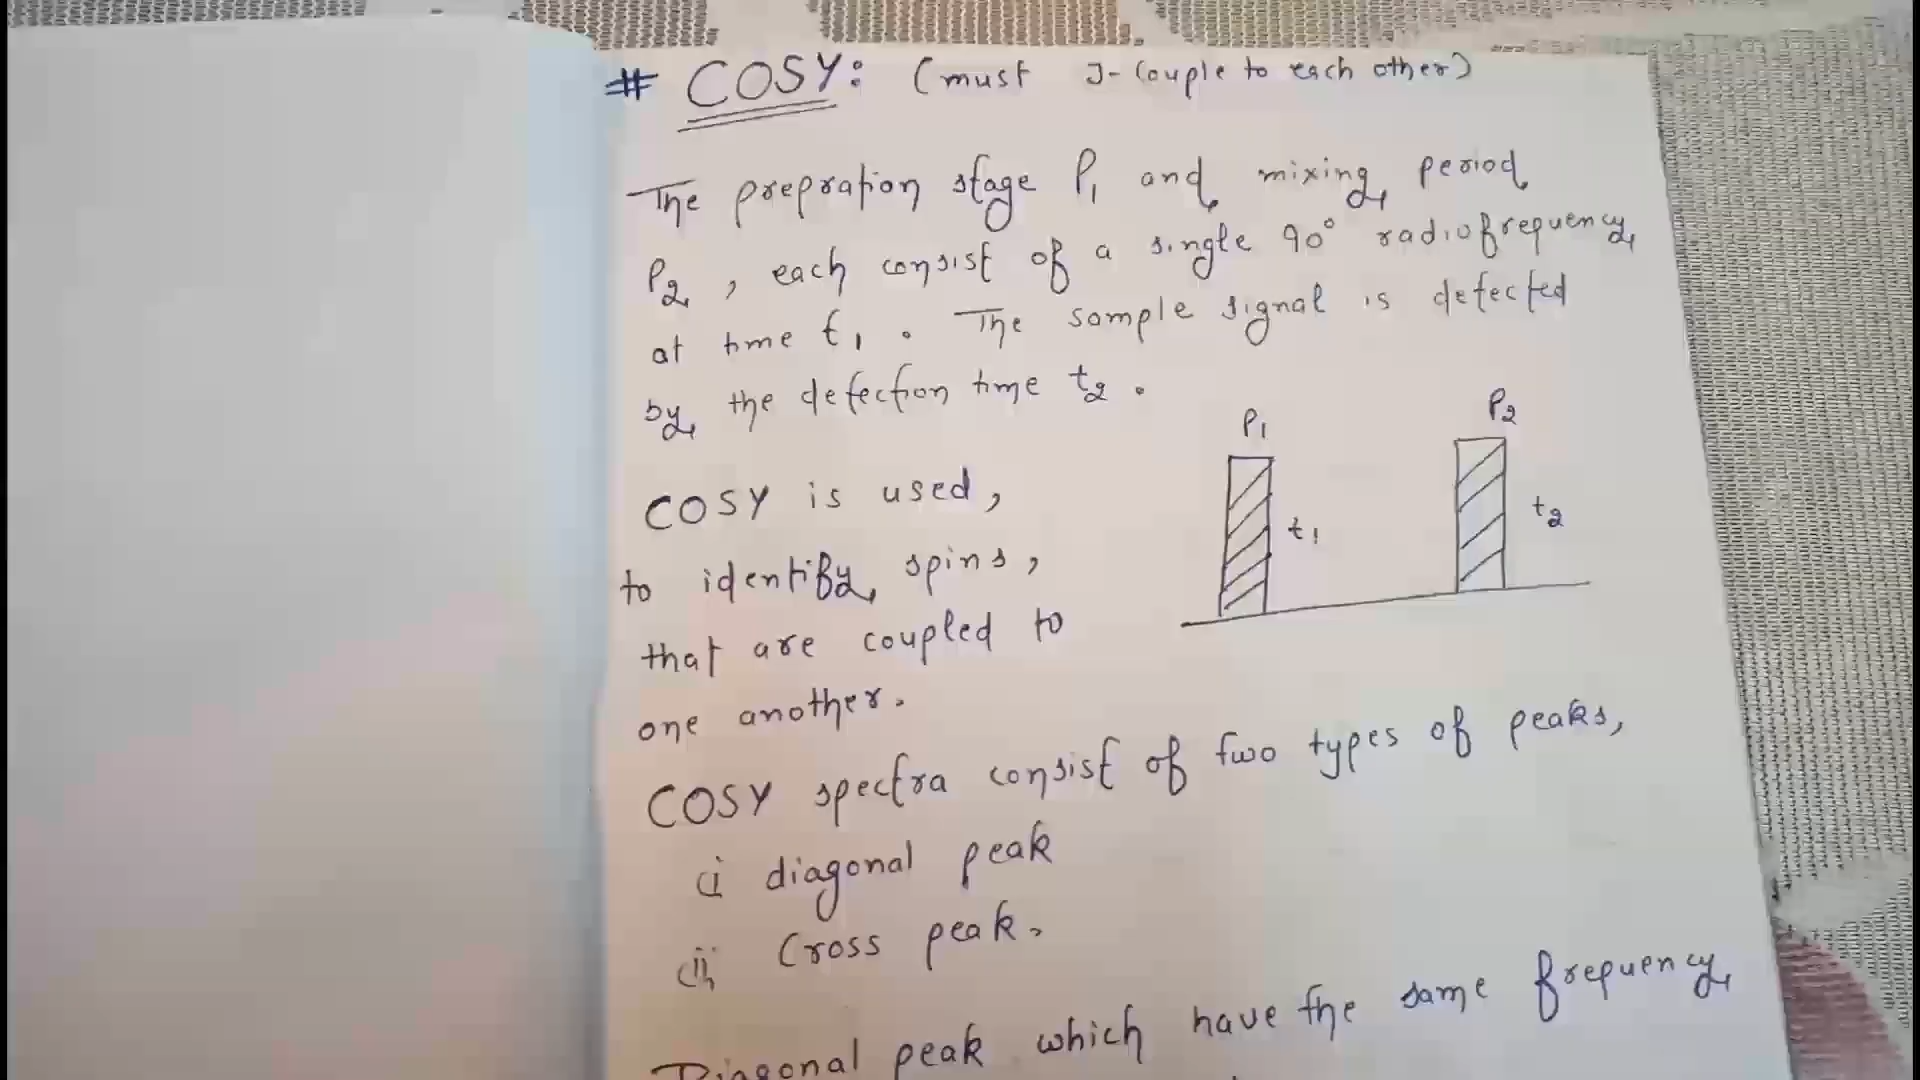 # COSY: (must J-Couple to each other)
The prepration stage P1 and mixing period
P2, each consist of a single 90° radiofrequency
at time t1. The sample signal is detected
by the detection time t2.
P1
P2
t1
t2
COSY is used,
to identify spins,
that are coupled to
one another.
COSY spectra consist of two types of peaks,
(i diagonal peak
(ii) Cross peak.
Diagonal peak which have the same frequency